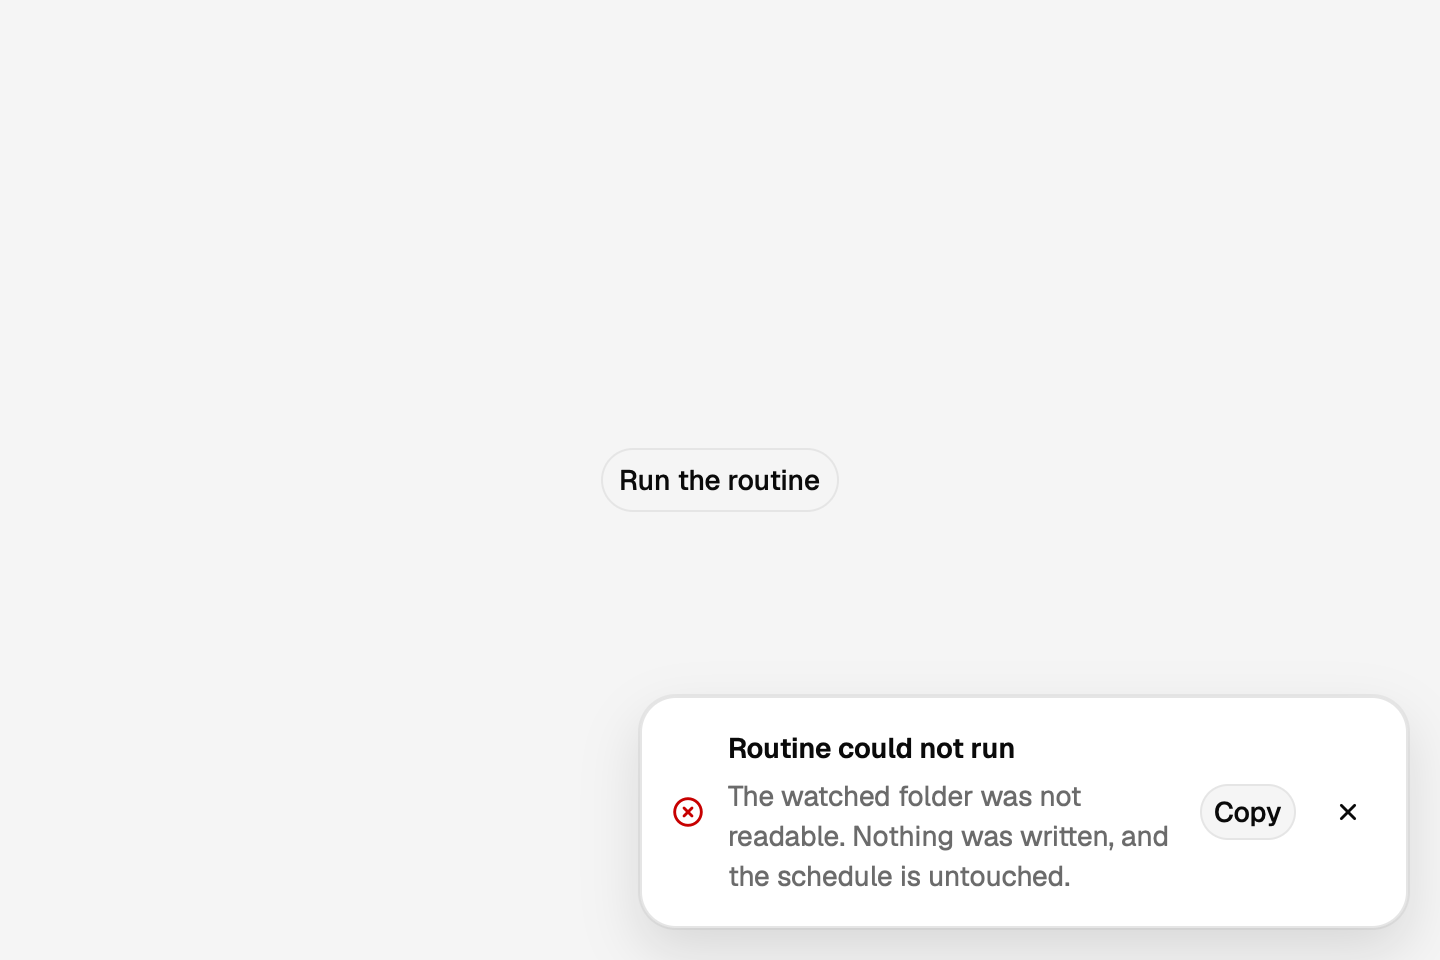 Run the routine
Routine could not run
The watched folder was not
readable. Nothing was written, and
the schedule is untouched.
Copy